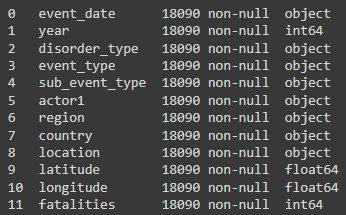 0 event_date 18090 non-null object
1 year 18090 non-null int64
2 disorder_type 18090 non-null object
3 event_type 18090 non-null object
4 sub_event_type 18090 non-null object
5 actor1 18090 non-null object
6 region 18090 non-null object
7 country 18090 non-null object
8 location 18090 non-null object
9 latitude 18090 non-null float64
10 longitude 18090 non-null float64
11 fatalities 18090 non-null int64